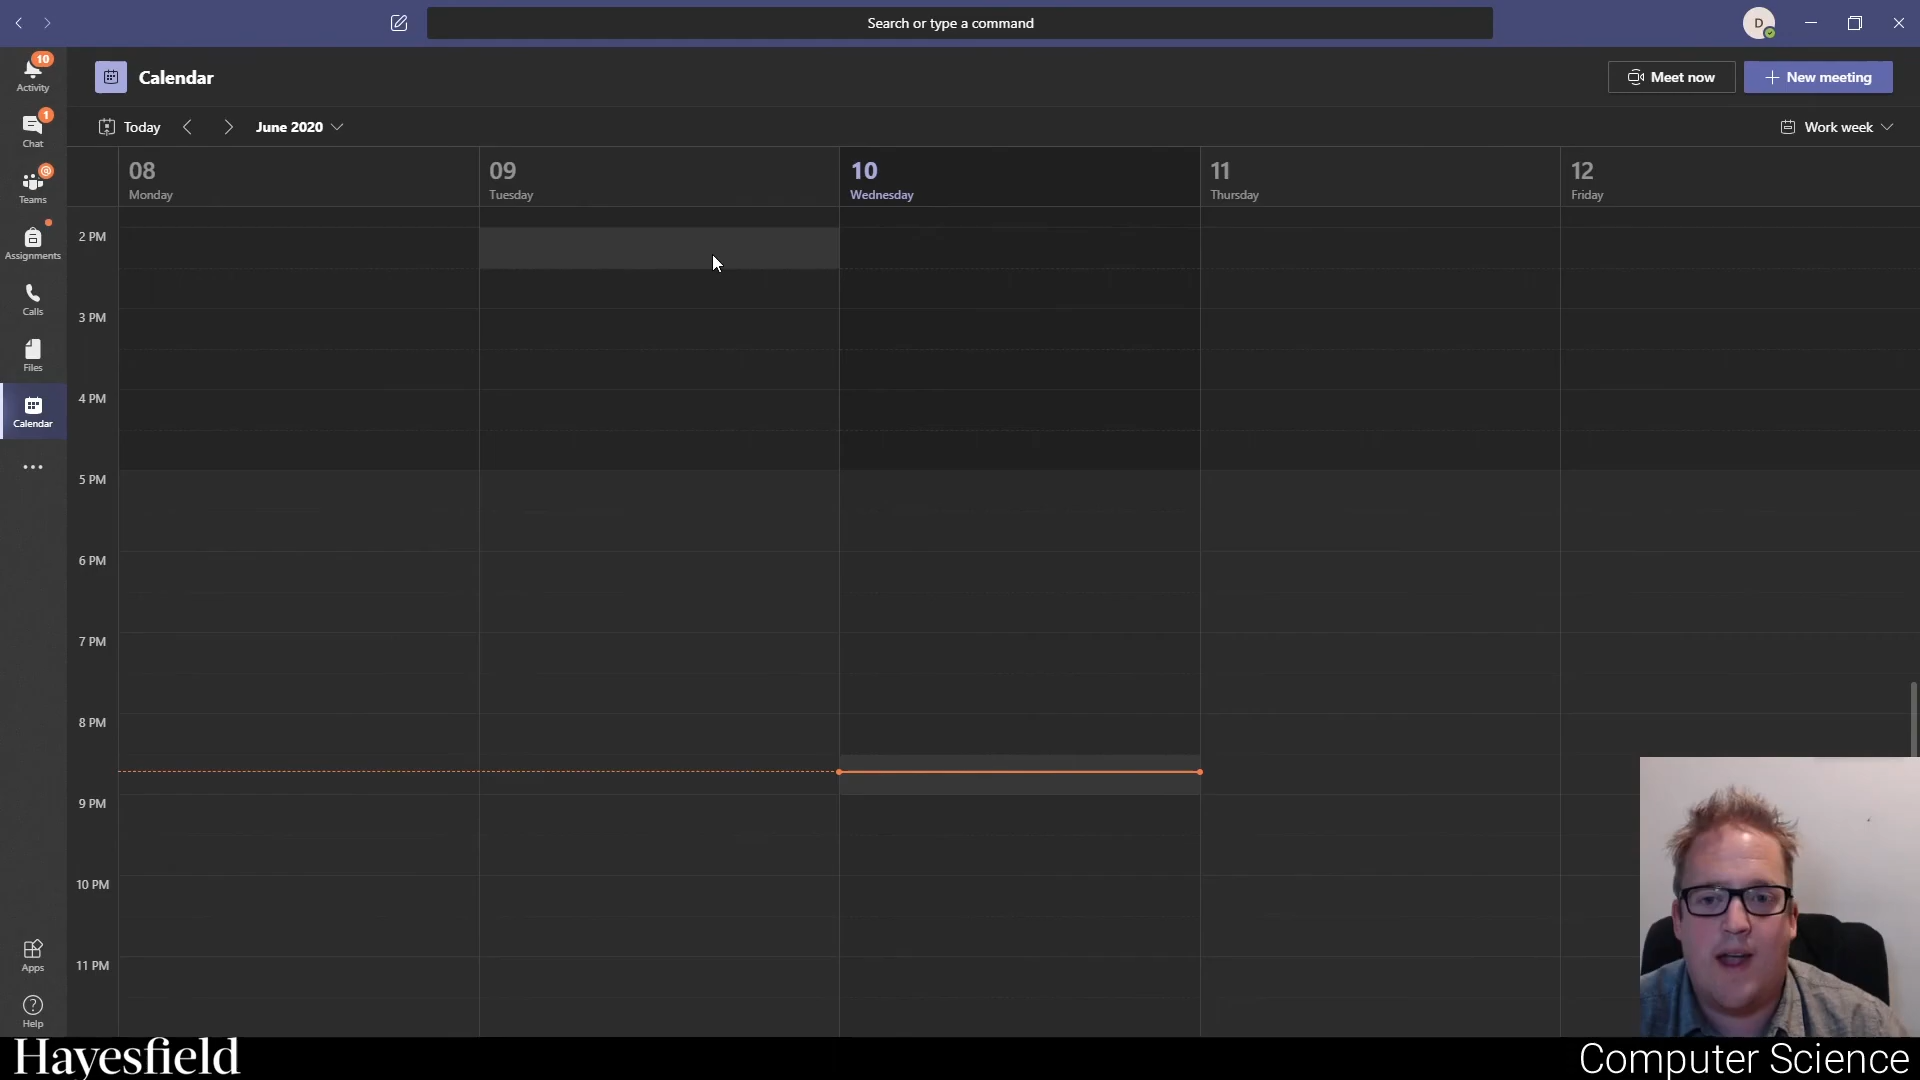 Search or type a command
D
10
Activity
Calendar
Meet now
New meeting
1
Chat
Today
June 2020
Work week
@
Teams
08
Monday
09
Tuesday
10
Wednesday
11
Thursday
12
Friday
Assignments
Calls
Files
Calendar
2 PM
3 PM
4 PM
5 PM
6 PM
7 PM
8 PM
9 PM
10 PM
11 PM
Apps
Help
Hayesfield
Computer Science